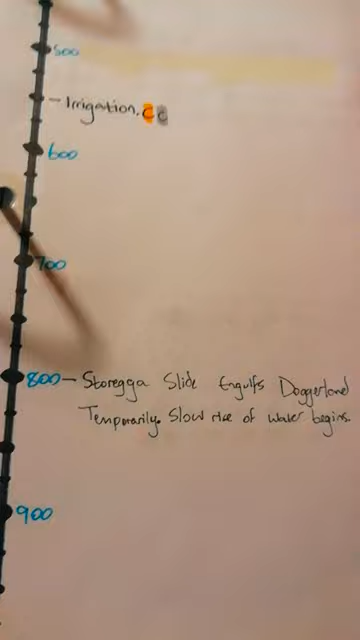 500
- Irrigation. C C
600
700
800 - Storegga Slide Engulfs Doggerland
Temporarily. Slow rise of water begins.
900